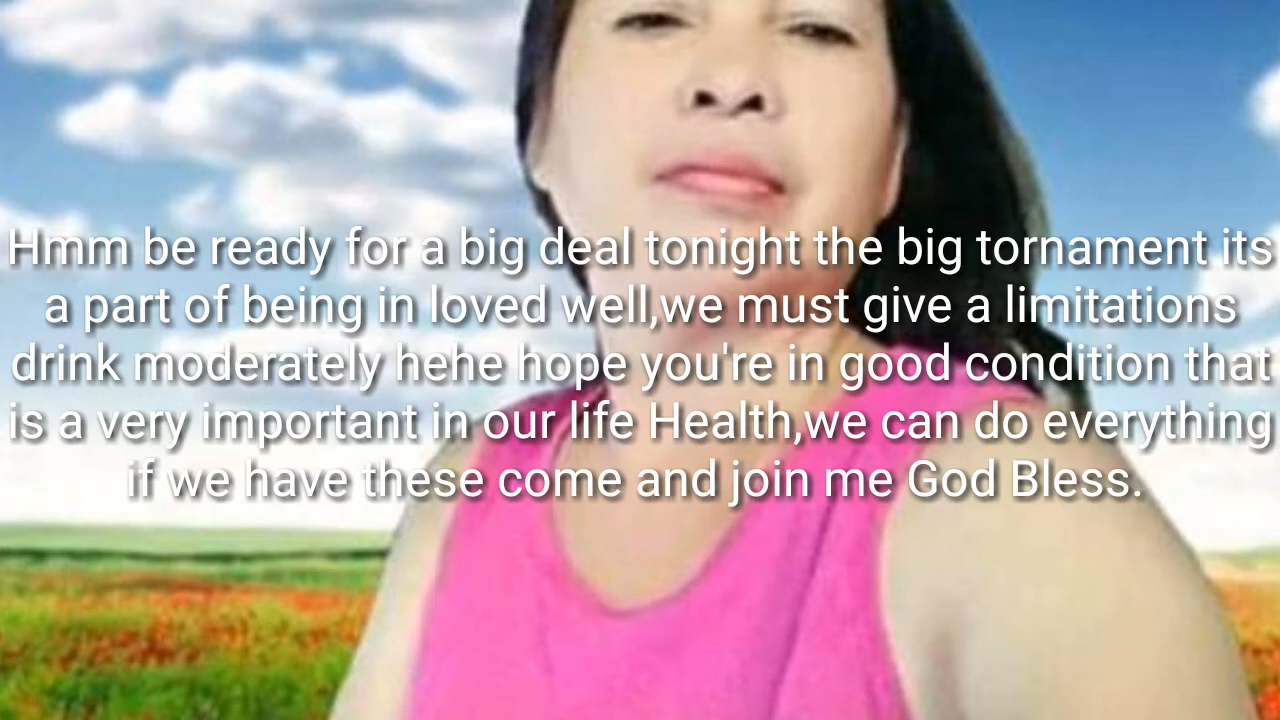 Hmm be ready for a big deal tonight the big tornament its
a part of being in loved well,we must give a limitations
drink moderately hehe hope you're in good condition that
is a very important in our life Health,we can do everything
if we have these come and join me God Bless.